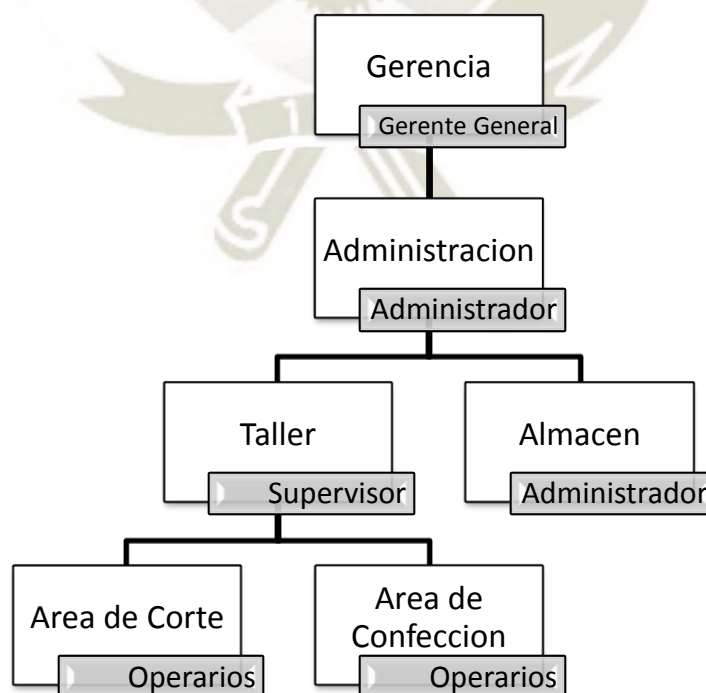 Gerencia
Gerente General
Administracion
Administrador
Taller
Supervisor
Almacen
Administrador
Area de Corte
Operarios
Area de
Confeccion
Operarios